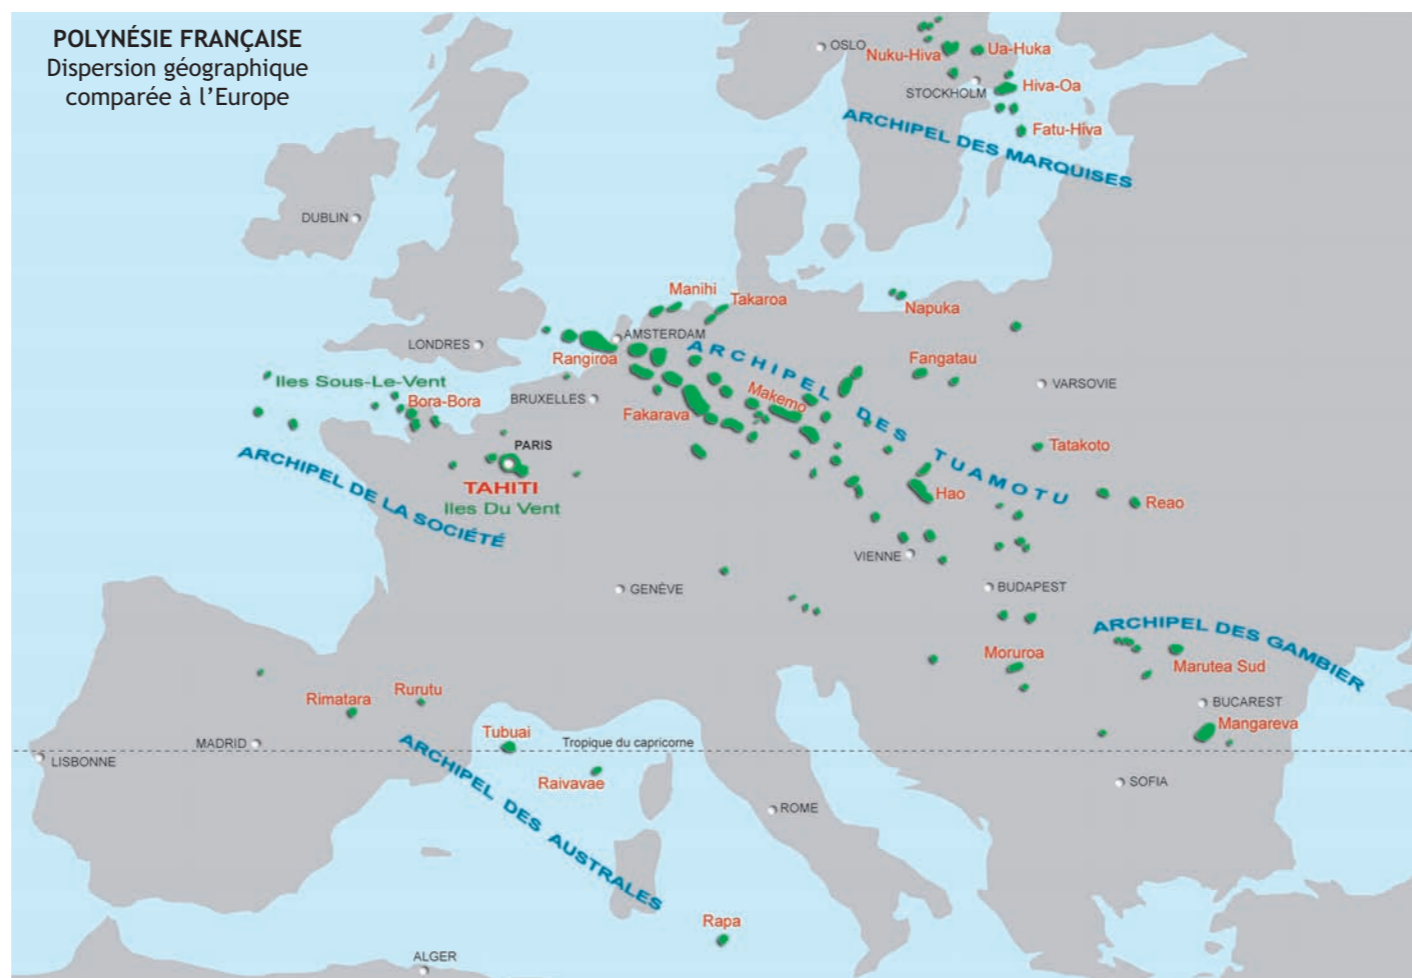 POLYNÉSIE FRANÇAISE
Dispersion géographique
comparée à l'Europe
OSLO
Nuku-Hiva
Ua-Huka
STOCKHOLM
Hiva-Oa
Fatu-Hiva
ARCHIPEL DES MARQUISES
DUBLIN
Manihi
Takaroa
Napuka
LONDRES
AMSTERDAM
Rangiroa
ARCHIPEL DES TUAMOTU
Fangatau
VARSOVIE
Iles Sous-Le-Vent
Bora-Bora
BRUXELLES
Fakarava
Makemo
PARIS
TAHITI
Iles Du Vent
ARCHIPEL DE LA SOCIÉTÉ
Tatakoto
Hao
Reao
VIENNE
GENÈVE
BUDAPEST
ARCHIPEL DES GAMBIER
Moruroa
Marutea Sud
Rimatara
Rurutu
BUCAREST
Mangareva
Tubuai
MADRID
Tropique du capricorne
LISBONNE
Raivavae
SOFIA
ARCHIPEL DES AUSTRALES
ROME
Rapa
ALGER